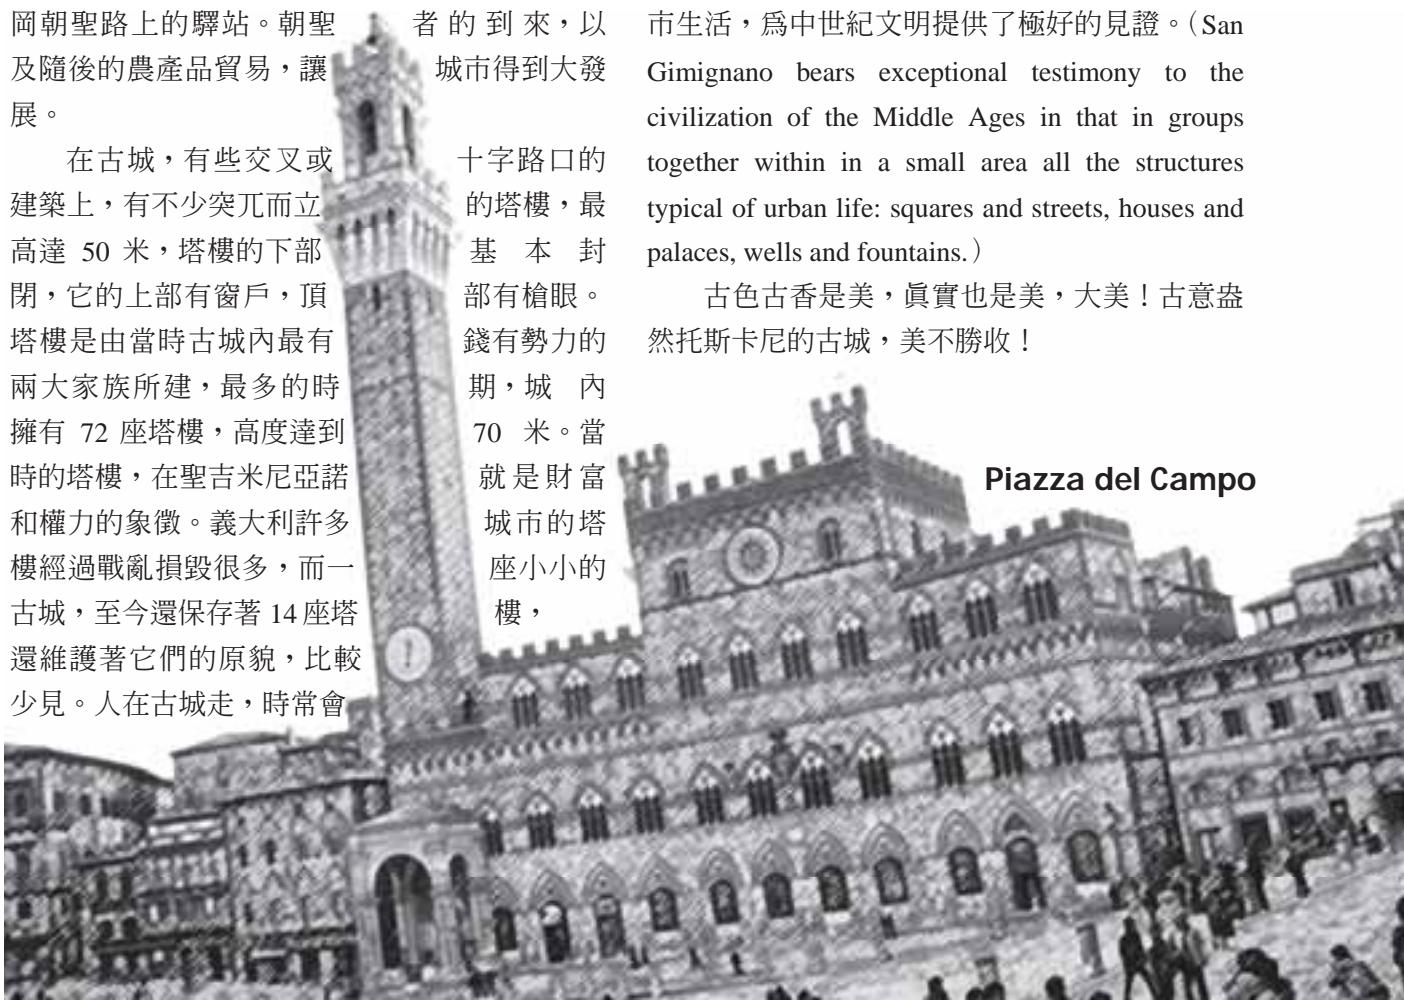 岡朝聖路上的驛站。朝聖者的到來，以
及隨後的農產品貿易，讓城市得到大發
展。
在古城，有些交叉或十字路口的
建築上，有不少突兀而立的塔樓，最
高達 50 米，塔樓的下部基本封
閉，它的上部有窗戶，頂部有槍眼。
塔樓是由當時古城內最有錢有勢力的
兩大家族所建，最多的時期，城內
擁有 72 座塔樓，高度達到 70 米。當
時的塔樓，在聖吉米尼亞諾就是財富
和權力的象徵。義大利許多城市的塔
樓經過戰亂損毀很多，而一座小小的
古城，至今還保存著 14 座塔樓，
還維護著它們的原貌，比較
少見。人在古城走，時常會
市生活，爲中世紀文明提供了極好的見證。（San
Gimignano bears exceptional testimony to the
civilization of the Middle Ages in that in groups
together within in a small area all the structures
typical of urban life: squares and streets, houses and
palaces, wells and fountains.）
古色古香是美，眞實也是美，大美！古意盎
然托斯卡尼的古城，美不勝收！
Piazza del Campo